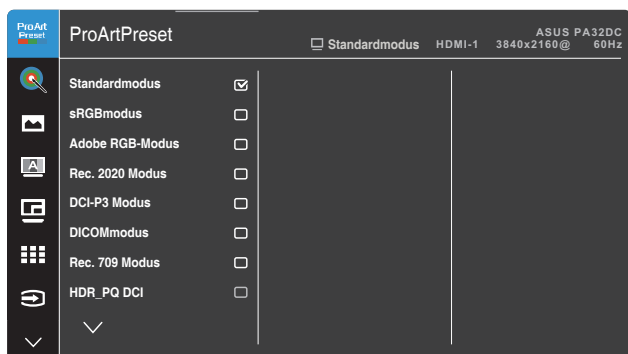 ProArt
Preset
ProArtPreset
Standardmodus HDMI-1 3840x2160@ 60Hz
ASUS PA32DC
Standardmodus
sRGBmodus
Adobe RGB-Modus
Rec. 2020 Modus
DCI-P3 Modus
DICOMmodus
Rec. 709 Modus
HDR_PQ DCI
A